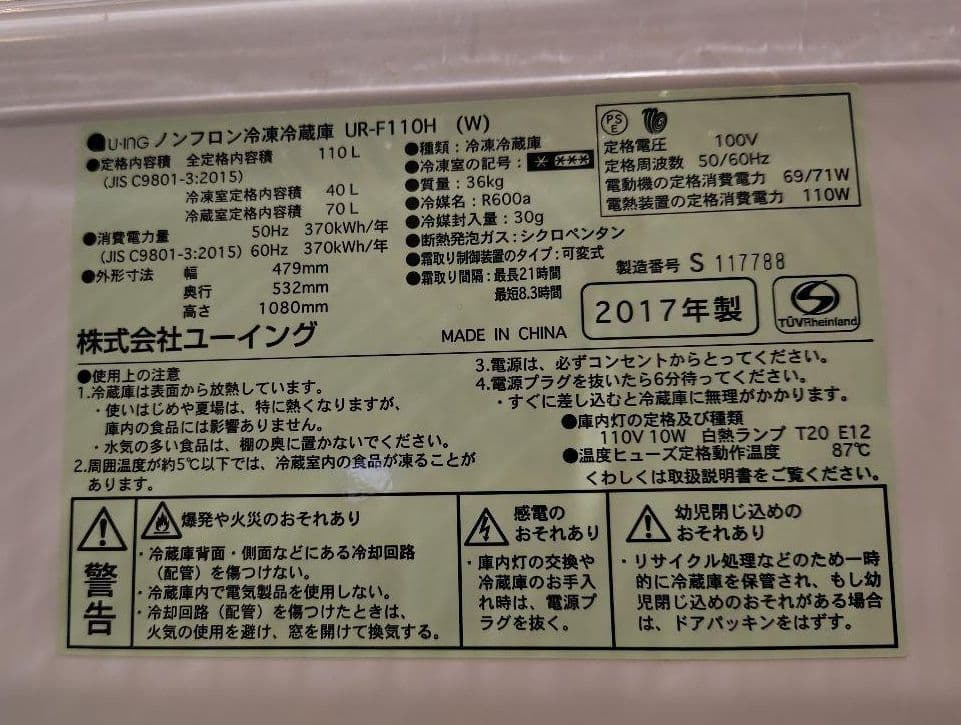 U-ING ノンフロン冷凍冷蔵庫 UR-F110H (W)
●定格内容積 全定格内容積 110L
(JIS C9801-3:2015)
冷凍室定格内容積 40L
冷蔵室定格内容積 70L
●消費電力量 50Hz 370kWh/年
(JIS C9801-3:2015) 60Hz 370kWh/年
●外形寸法 幅 479mm
奥行 532mm
高さ 1080mm
株式会社ユーイング
●種類:冷凍冷蔵庫
●冷凍室の記号:* ***
●質量:36kg
●冷媒名:R600a
●冷媒封入量:30g
●断熱発泡ガス:シクロペンタン
●霜取り制御装置のタイプ:可変式
●霜取り間隔:最長21時間
最短8.3時間
MADE IN CHINA
PSE
定格電圧 100V
定格周波数 50/60Hz
電動機の定格消費電力 69/71W
電熱装置の定格消費電力 110W
製造番号 S 117788
2017年製
TÜVRheinland
●使用上の注意
1.冷蔵庫は表面から放熱しています。
・使いはじめや夏場は、特に熱くなりますが、
庫内の食品には影響ありません。
・水気の多い食品は、棚の奥に置かないでください。
2.周囲温度が約5℃以下では、冷蔵室内の食品が凍ることが
あります。
3.電源は、必ずコンセントからとってください。
4.電源プラグを抜いたら6分待ってください。
・すぐに差し込むと冷蔵庫に無理がかかります。
●庫内灯の定格及び種類
110V 10W 白熱ランプ T20 E12
●温度ヒューズ定格動作温度 87℃
くわしくは取扱説明書をご覧ください。
警告
爆発や火災のおそれあり
・冷蔵庫背面・側面などにある冷却回路
(配管)を傷つけない。
・冷蔵庫内で電気製品を使用しない。
・冷却回路(配管)を傷つけたときは、
火気の使用を避け、窓を開けて換気する。
感電の
おそれあり
・庫内灯の交換や
冷蔵庫のお手入
れ時は、電源プ
ラグを抜く。
幼児閉じ込めの
おそれあり
・リサイクル処理などのため一時
的に冷蔵庫を保管され、もし幼
児閉じ込めのおそれがある場合
は、ドアパッキンをはずす。